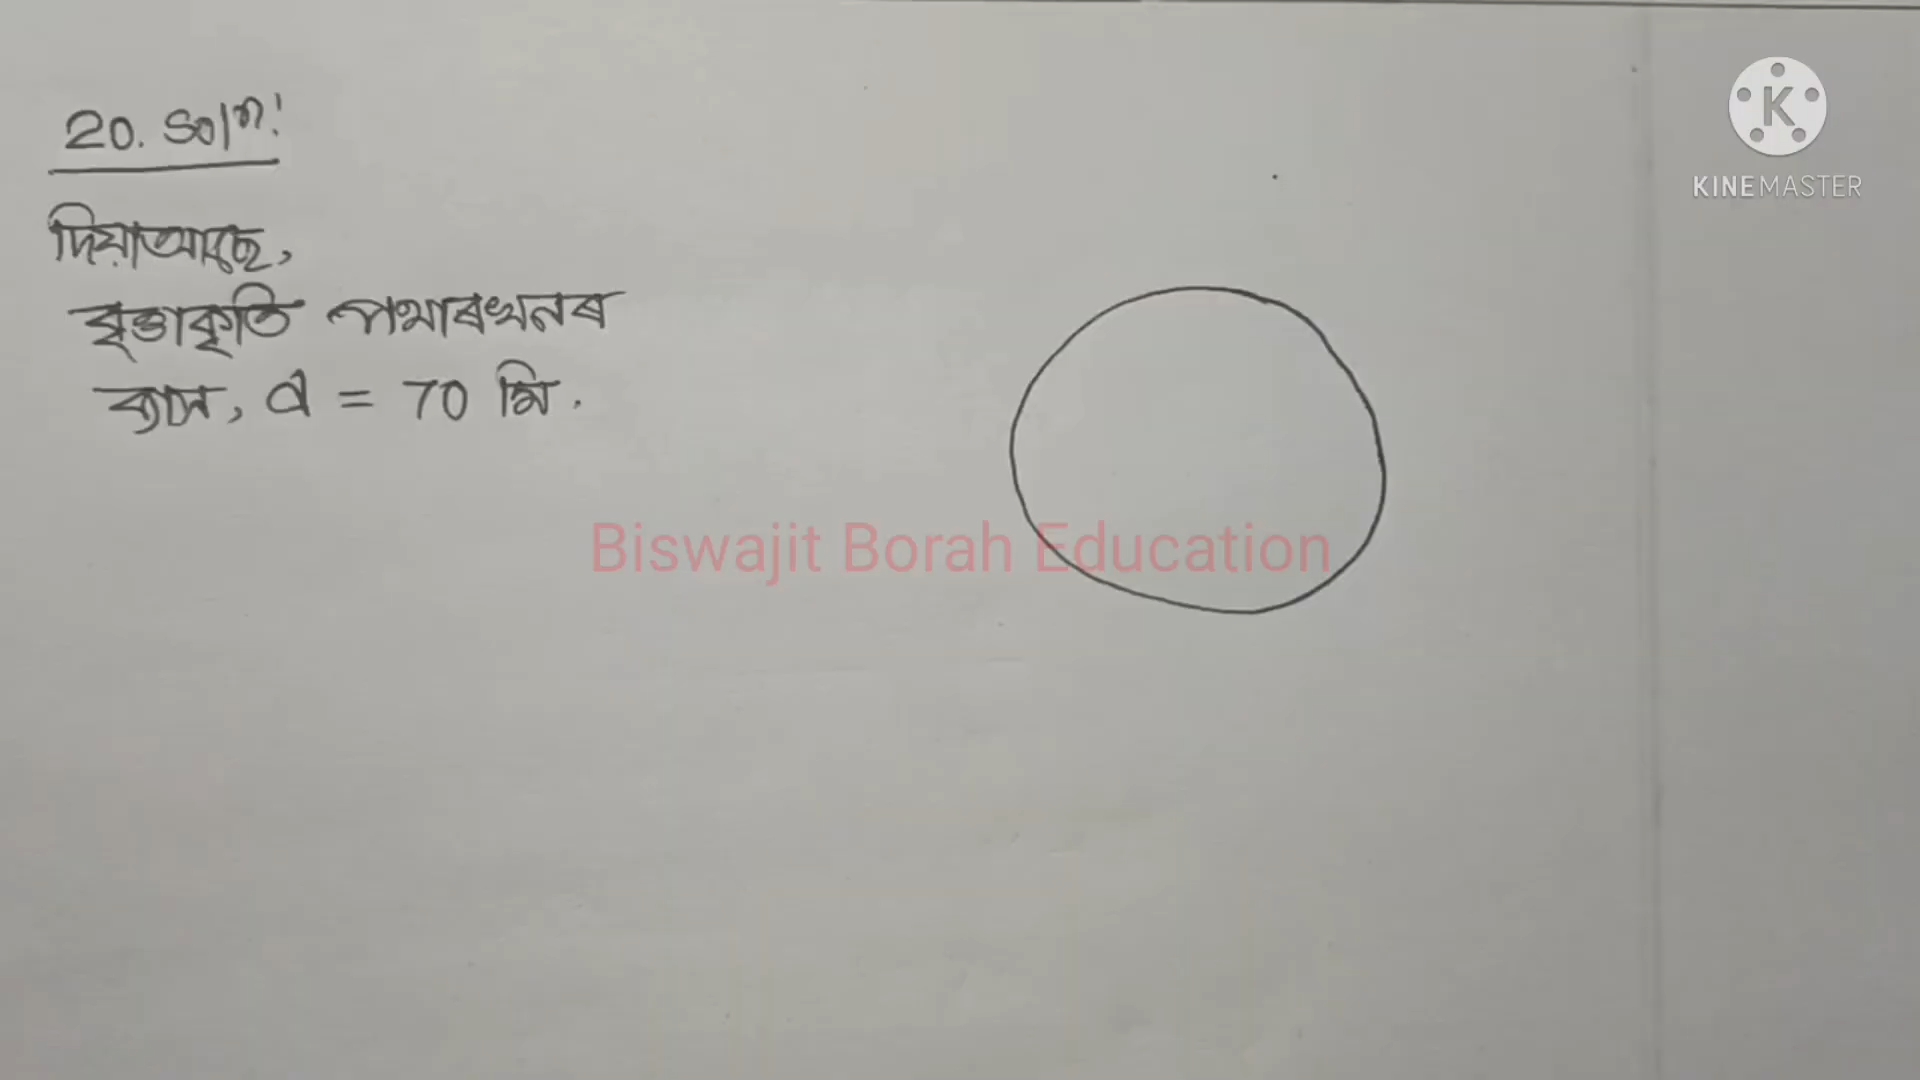 20. Solⁿ:
দিয়াআছে,
বৃত্তাকৃতি পথাৰখনৰ
ব্যাস, d = 70 মি.
Biswajit Borah Education
K
KINEMASTER